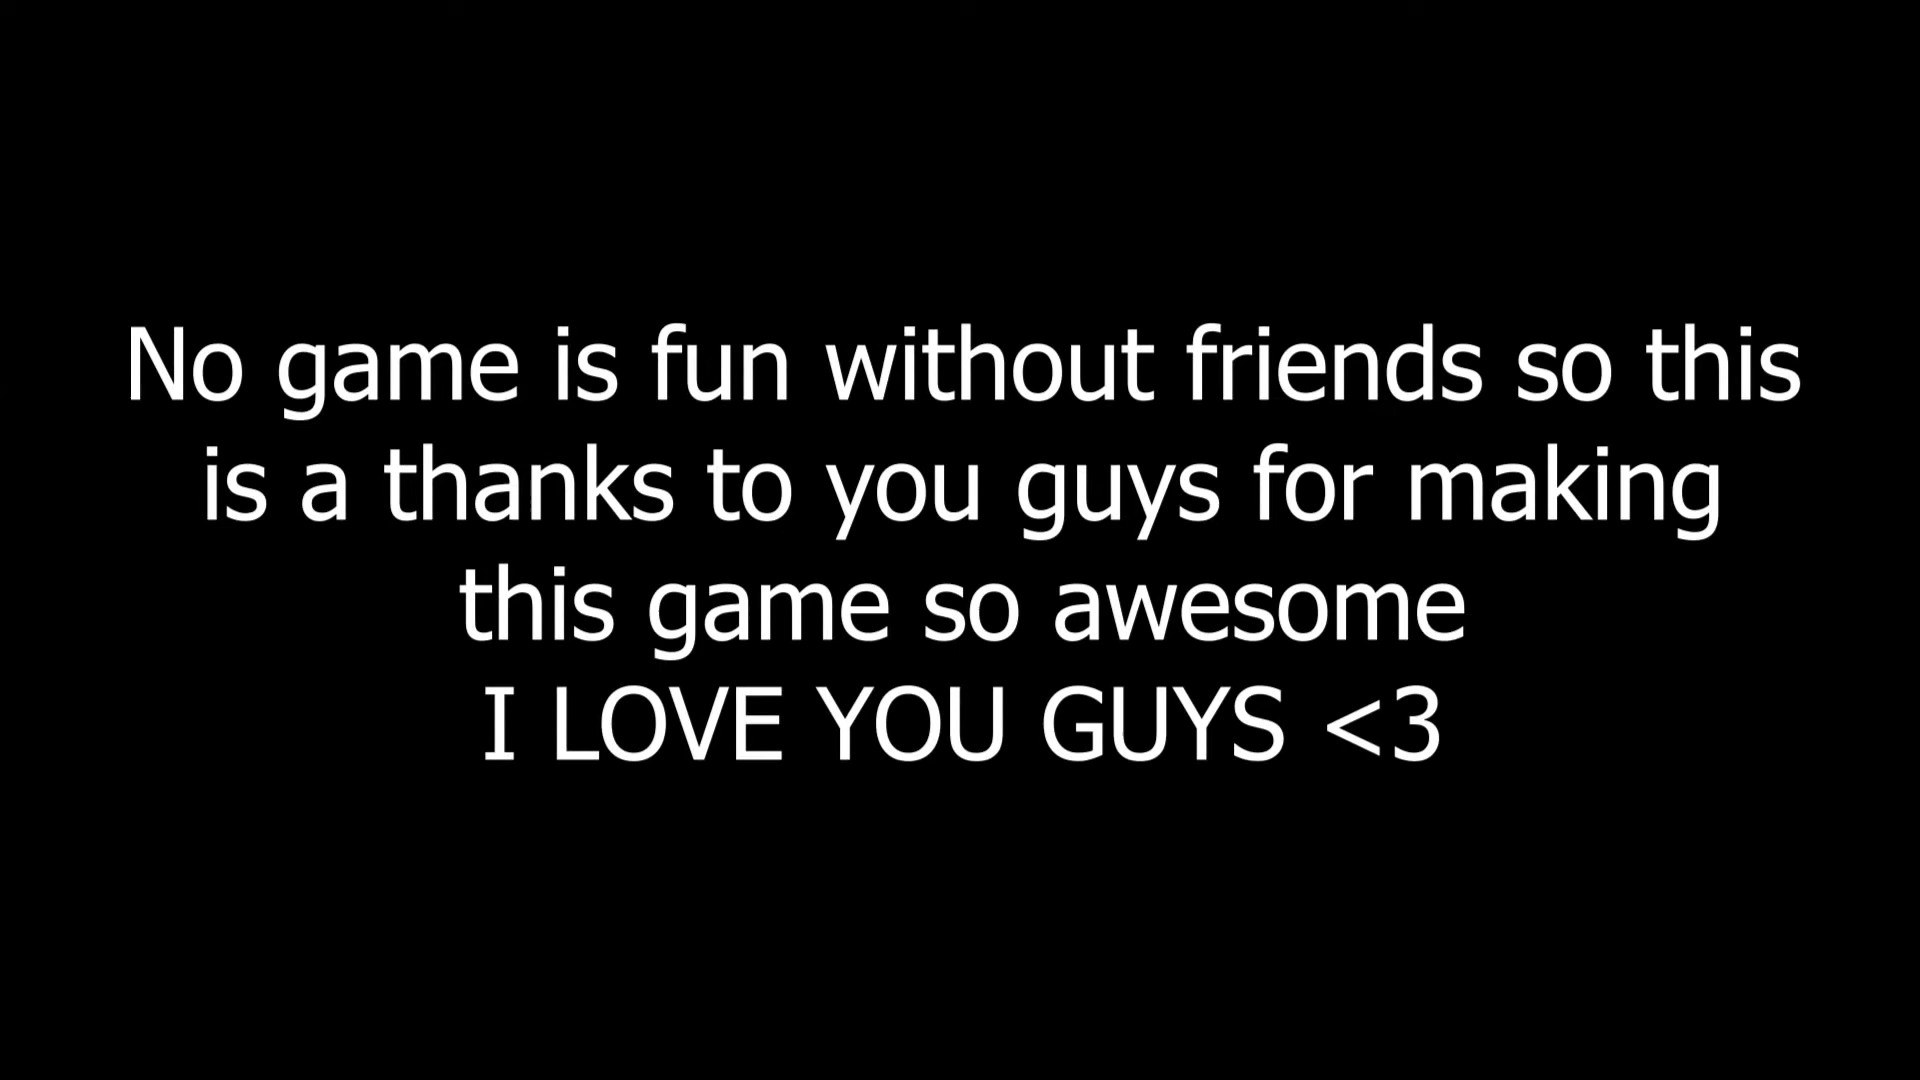 No game is fun without friends so this
is a thanks to you guys for making
this game so awesome
I LOVE YOU GUYS <3